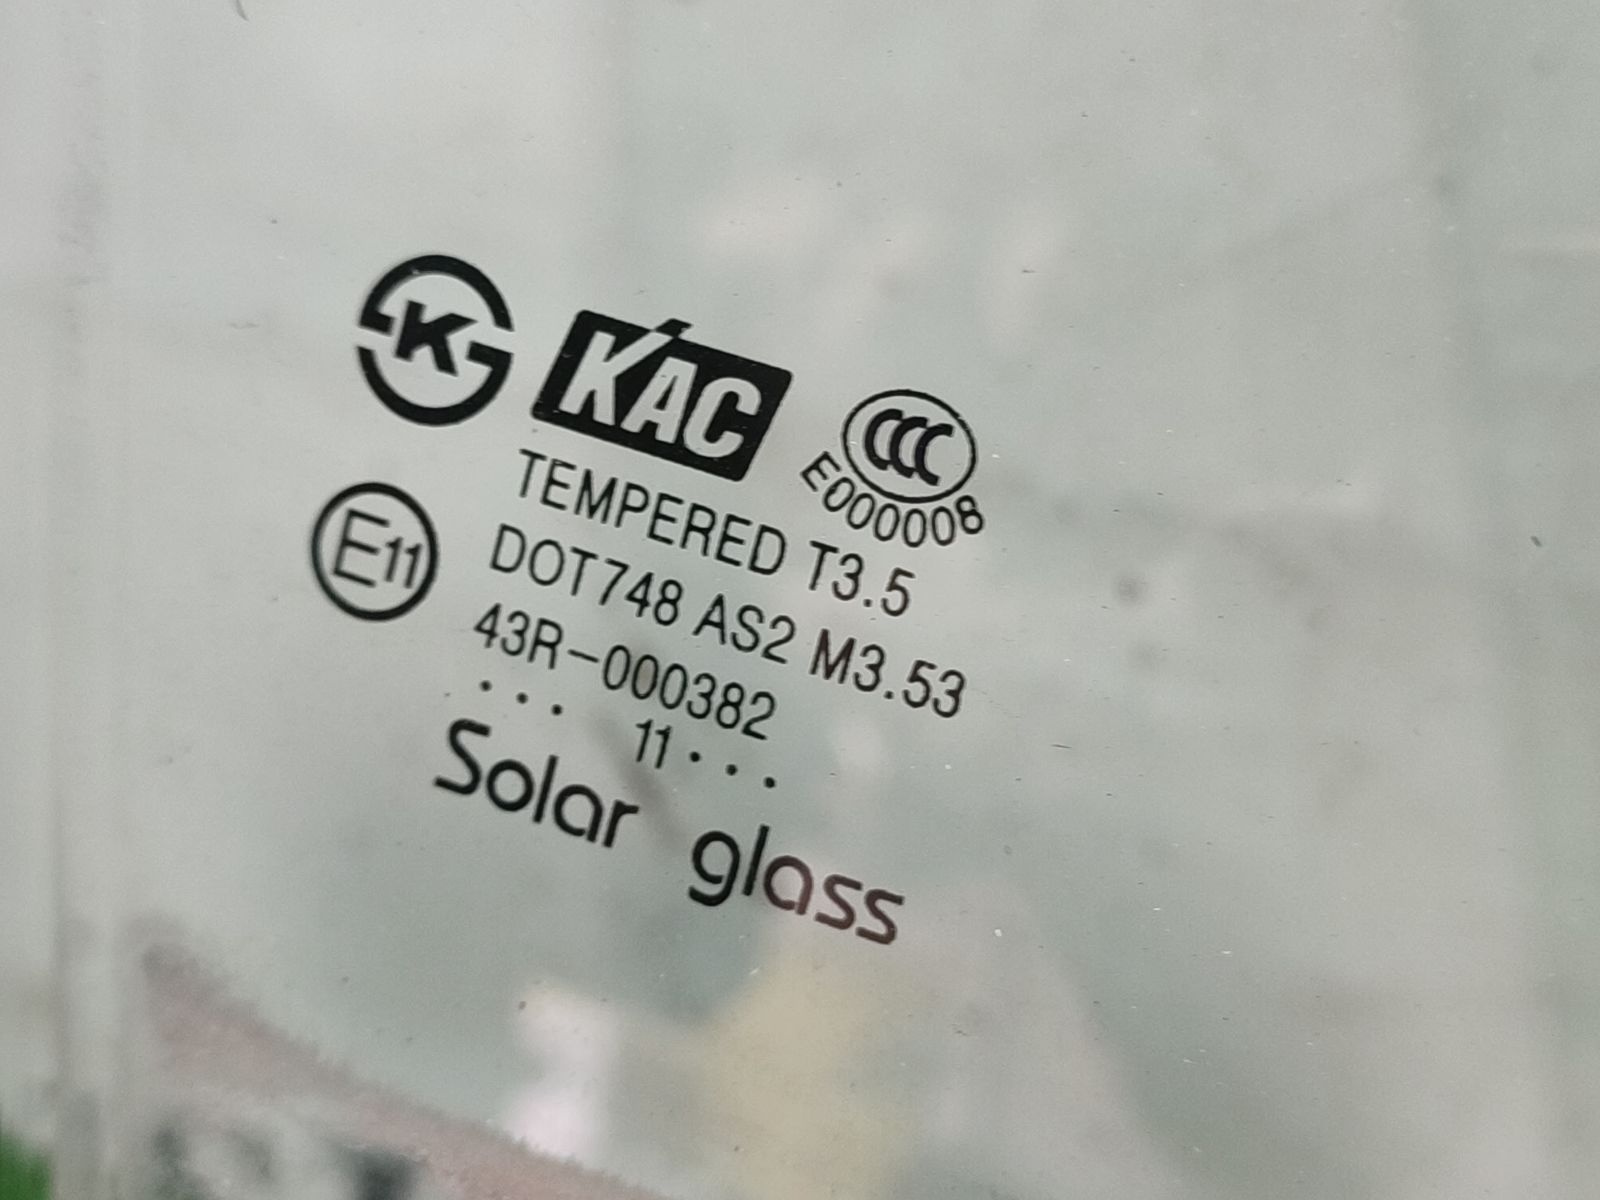 K
KAC
CCC
E000008
TEMPERED T3.5
E11
DOT748 AS2 M3.53
43R-000382
... 11...
Solar glass